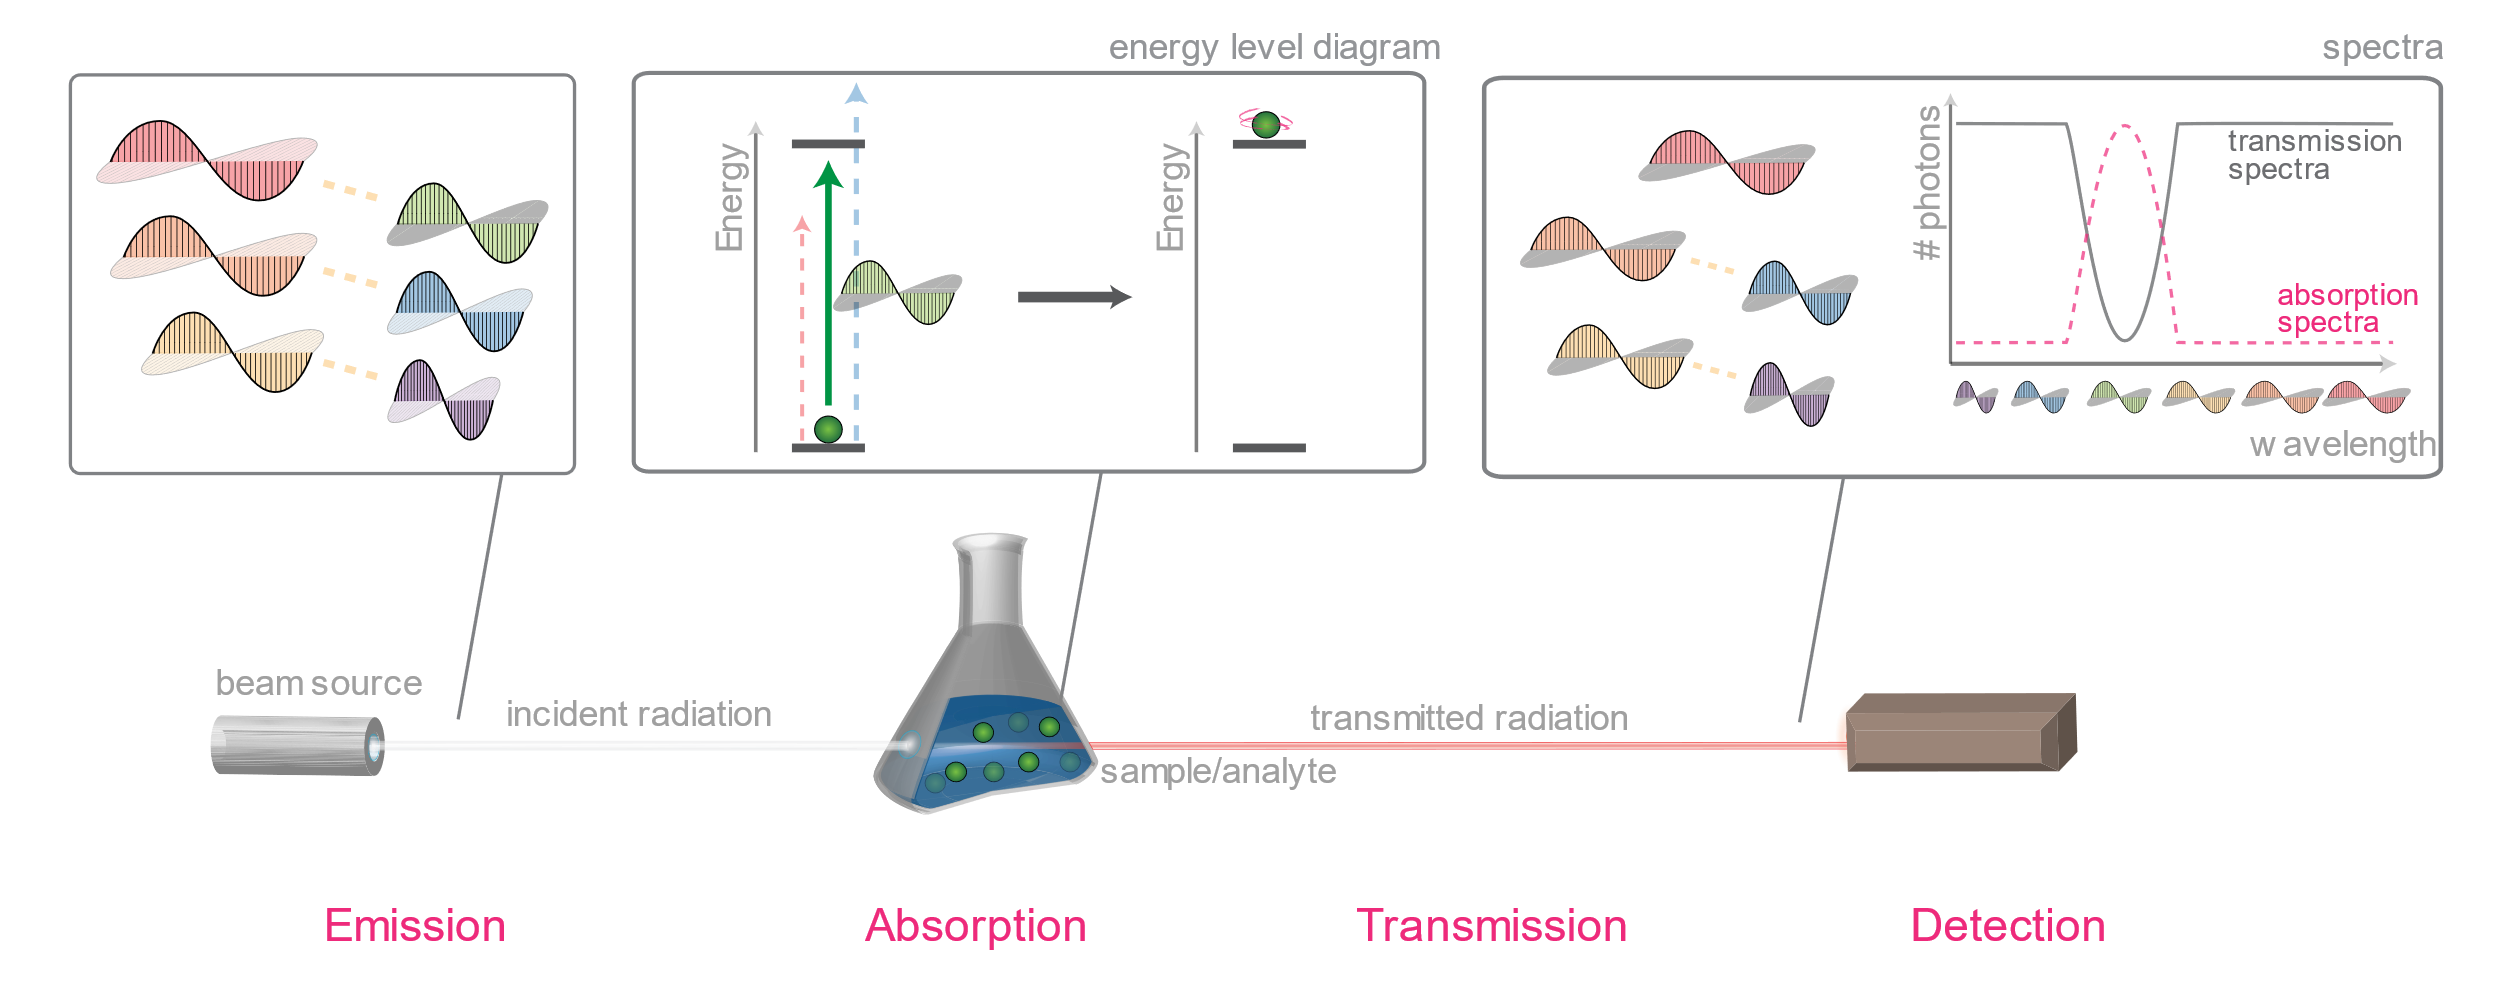 energy level diagram
spectra
Energy
Energy
# photons
transmission
spectra
absorption
spectra
w avelength
beam source
incident radiation
transmitted radiation
sample/analyte
Emission
Absorption
Transmission
Detection